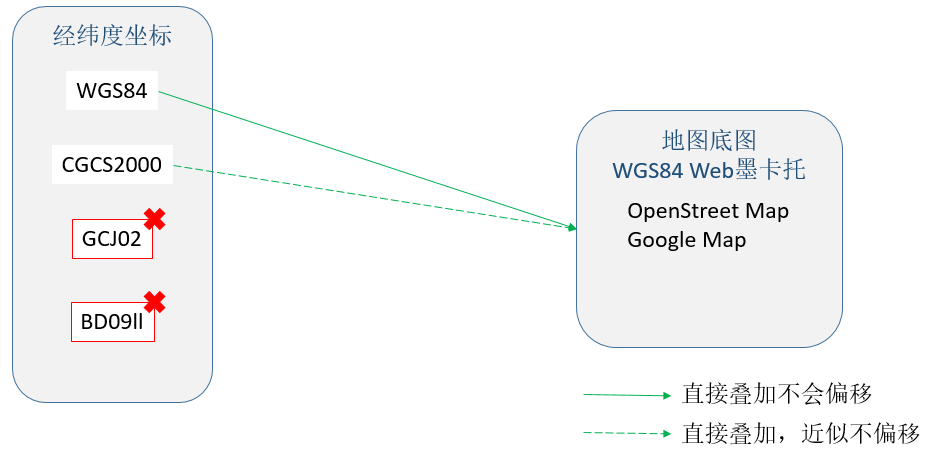 经纬度坐标
WGS84
CGCS2000
GCJ02
BD09ll
地图底图
WGS84 Web墨卡托
OpenStreet Map
Google Map
直接叠加不会偏移
直接叠加，近似不偏移